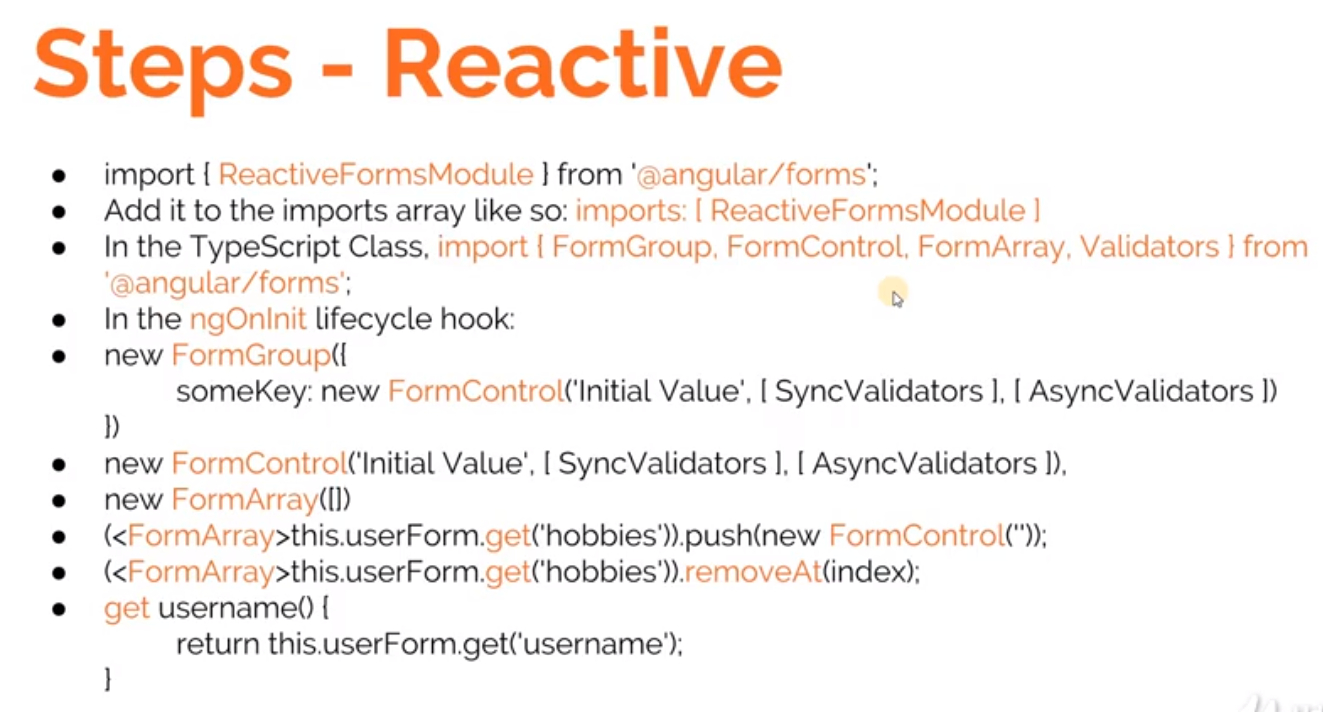 Steps - Reactive
● import { ReactiveFormsModule } from '@angular/forms';
● Add it to the imports array like so: imports: [ ReactiveFormsModule ]
● In the TypeScript Class, import { FormGroup, FormControl, FormArray, Validators } from
'@angular/forms';
● In the ngOnInit lifecycle hook:
● new FormGroup({
someKey: new FormControl('Initial Value', [ SyncValidators ], [ AsyncValidators ])
})
● new FormControl('Initial Value', [ SyncValidators ], [ AsyncValidators ]),
● new FormArray([])
● (<FormArray>this.userForm.get('hobbies')).push(new FormControl(''));
● (<FormArray>this.userForm.get('hobbies')).removeAt(index);
● get username() {
return this.userForm.get('username');
}